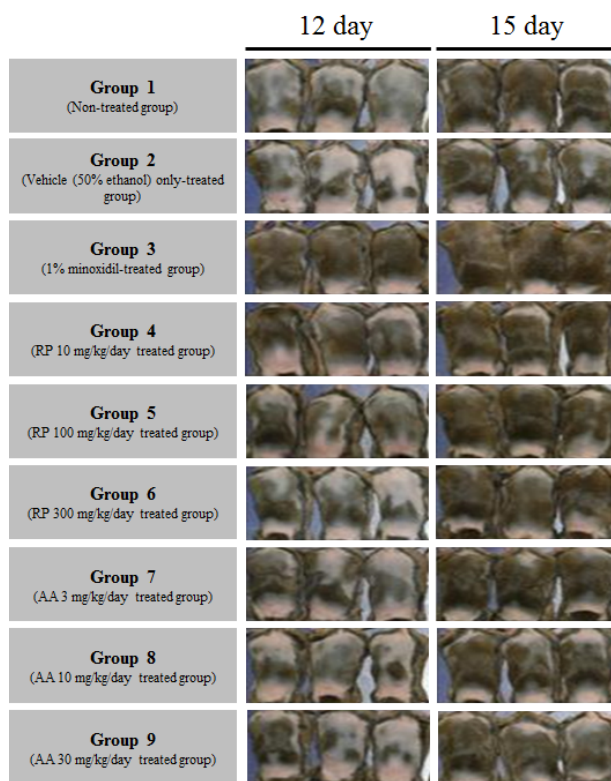 12 day 15 day
Group 1
(Non-treated group)
Group 2
(Vehicle (50% ethanol) only-treated
group)
Group 3
(1% minoxidil-treated group)
Group 4
(RP 10 mg/kg/day treated group)
Group 5
(RP 100 mg/kg/day treated group)
Group 6
(RP 300 mg/kg/day treated group)
Group 7
(AA 3 mg/kg/day treated group)
Group 8
(AA 10 mg/kg/day treated group)
Group 9
(AA 30 mg/kg/day treated group)